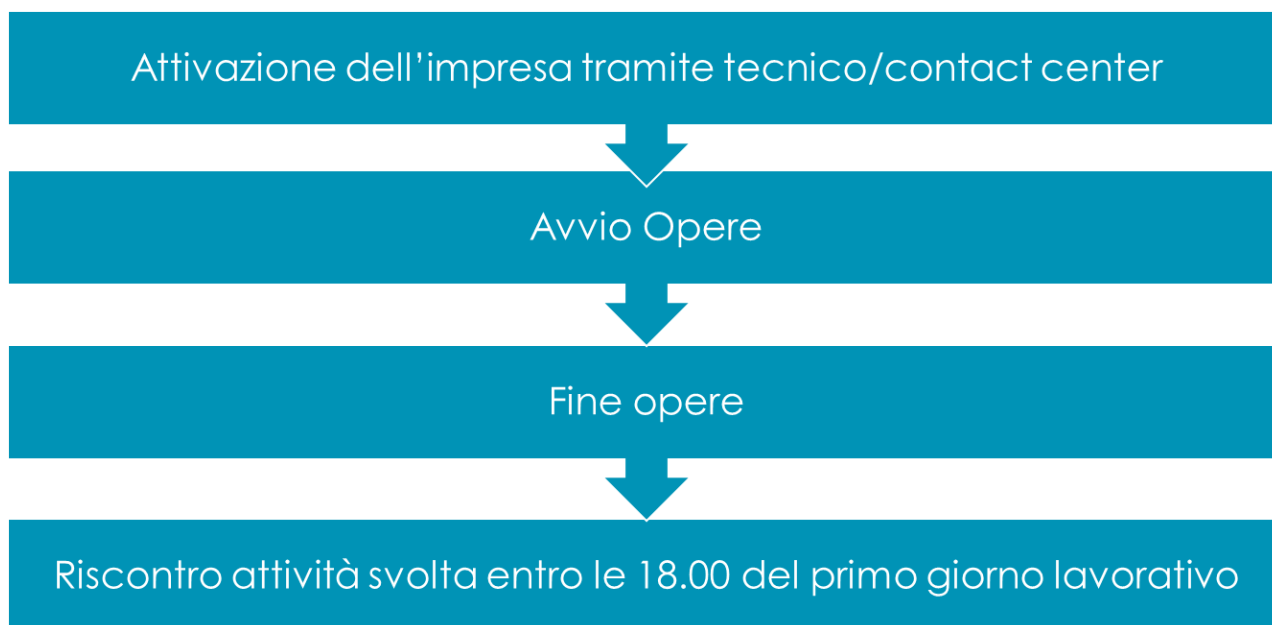 Attivazione dell’impresa tramite tecnico/contact center
Avvio Opere
Fine opere
Riscontro attività svolta entro le 18.00 del primo giorno lavorativo